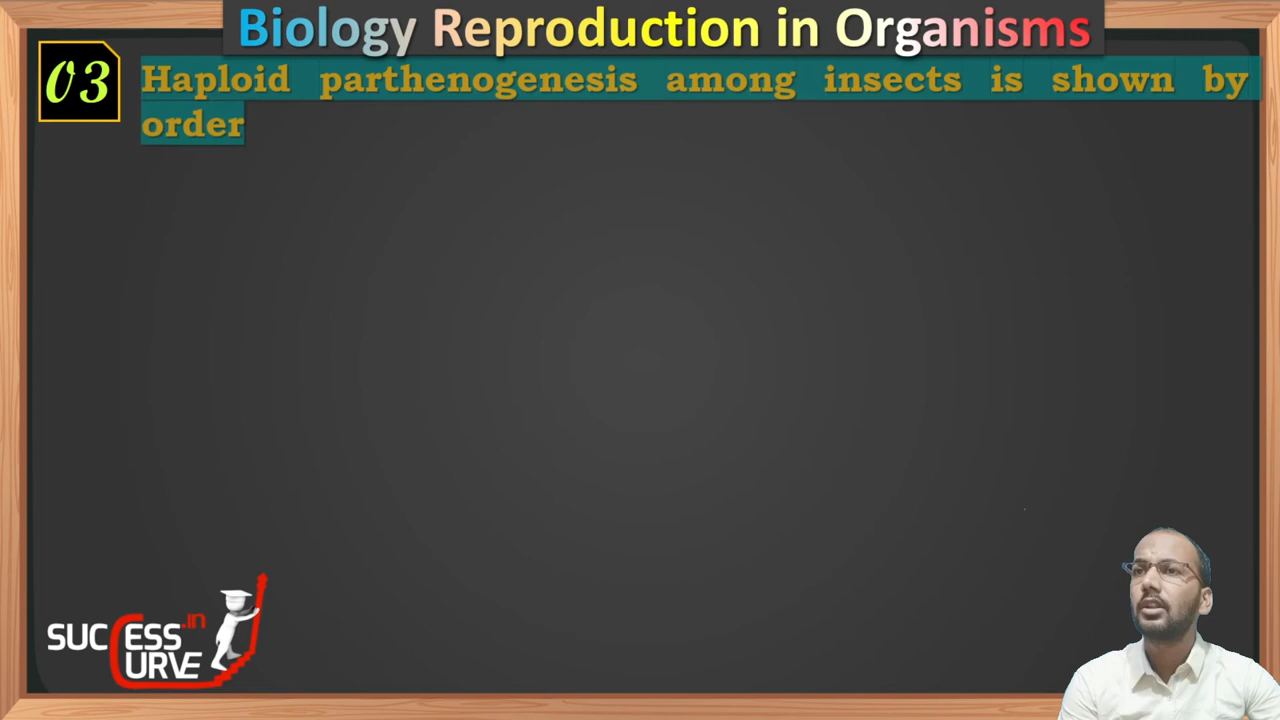 Biology Reproduction in Organisms
03
Haploid parthenogenesis among insects is shown by
order
SUCCESS.in
CURVE